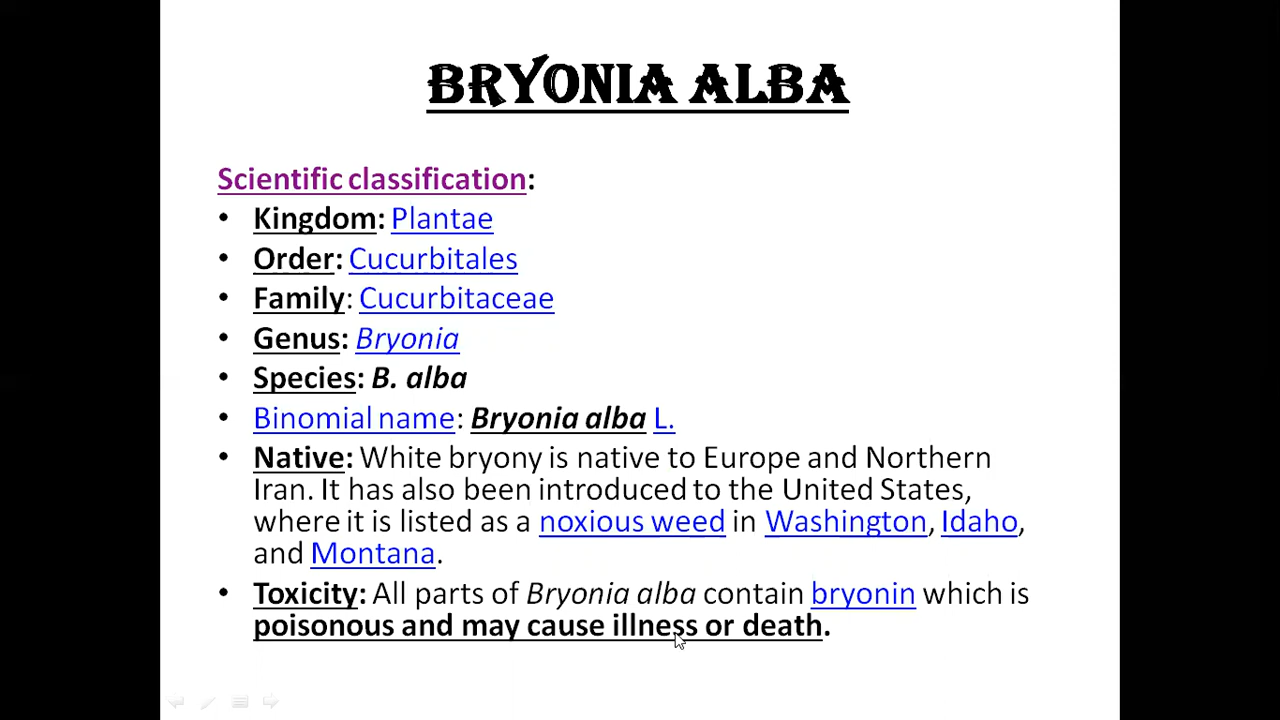 BRYONIA ALBA
Scientific classification:
• Kingdom: Plantae
• Order: Cucurbitales
• Family: Cucurbitaceae
• Genus: Bryonia
• Species: B. alba
• Binomial name: Bryonia alba L.
• Native: White bryony is native to Europe and Northern
Iran. It has also been introduced to the United States,
where it is listed as a noxious weed in Washington, Idaho,
and Montana.
• Toxicity: All parts of Bryonia alba contain bryonin which is
poisonous and may cause illness or death.